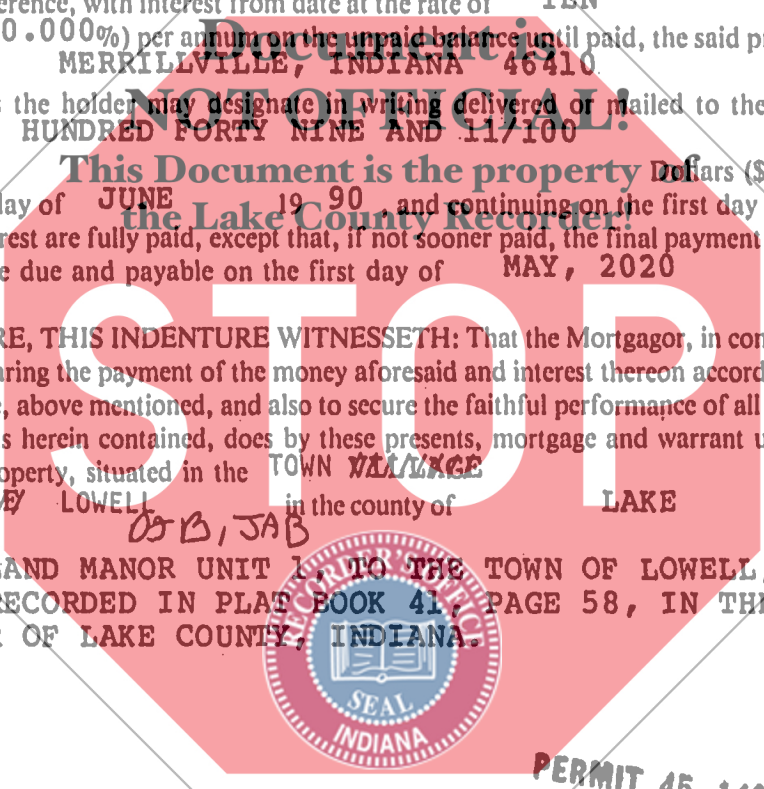 erence, with interest from date at the rate of TEN
0.000%) per annum on the unpaid balance until paid, the said pr
Document is
MERRILLVILLE, INDIANA 46410
s the holder may designate in writing delivered or mailed to the
NOT OFFICIAL!
HUNDRED FORTY NINE AND 11/100
This Document is the property of
Dollars ($
day of JUNE 19 90 , and continuing on the first day
the Lake County Recorder!
rest are fully paid, except that, if not sooner paid, the final payment
e due and payable on the first day of MAY, 2020
STOP
RE, THIS INDENTURE WITNESSETH: That the Mortgagor, in con
aring the payment of the money aforesaid and interest thereon accord
e, above mentioned, and also to secure the faithful performance of all
s herein contained, does by these presents, mortgage and warrant u
operty, situated in the TOWN VILLAGE
LOWELL in the county of LAKE
OJB, JAB
LAND MANOR UNIT 1, TO THE TOWN OF LOWELL,
RECORDED IN PLAT BOOK 41, PAGE 58, IN THE
R OF LAKE COUNTY, INDIANA.
RECORDER'S OFFICE
SEAL
INDIANA
PERMIT 45